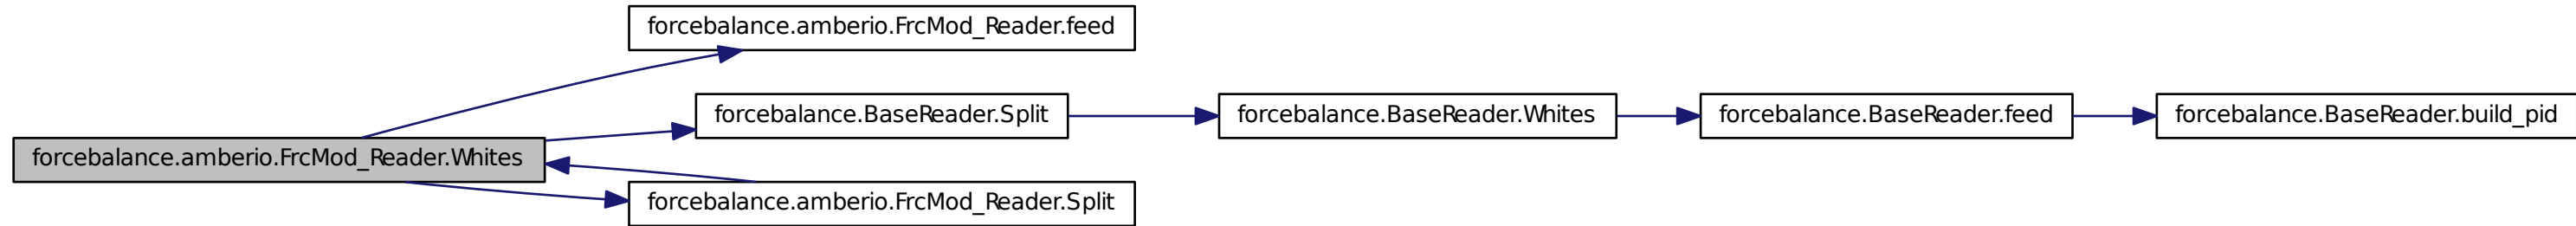 forcebalance.amberio.FrcMod_Reader.feed
forcebalance.BaseReader.Split
forcebalance.BaseReader.Whites
forcebalance.BaseReader.feed
forcebalance.BaseReader.build_pid
forcebalance.amberio.FrcMod_Reader.Whites
forcebalance.amberio.FrcMod_Reader.Split